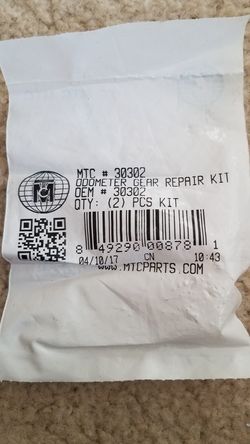 MTC # 30302
ODOMETER GEAR REPAIR KIT
OEM # 30302
QTY: (2) PCS KIT
8 49290 00878 1
04/10/17 CN 10:43
WWW.MTCPARTS.COM